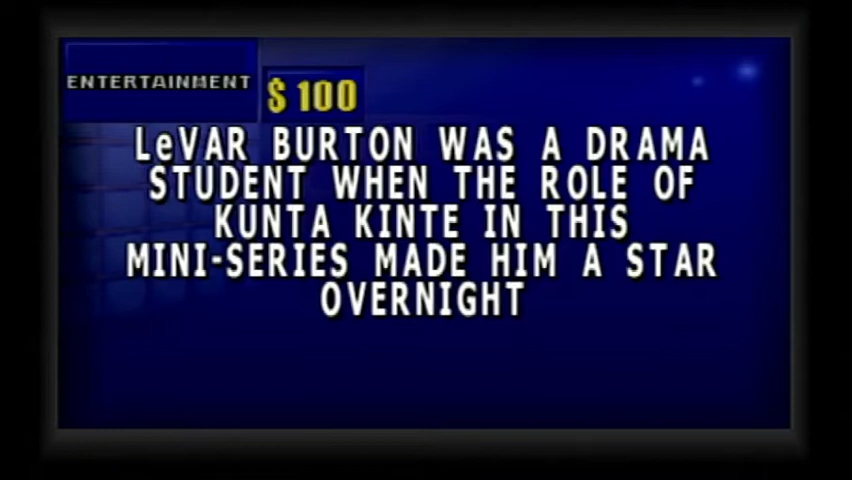 ENTERTAINMENT
$ 100
LeVAR BURTON WAS A DRAMA
STUDENT WHEN THE ROLE OF
KUNTA KINTE IN THIS
MINI-SERIES MADE HIM A STAR
OVERNIGHT